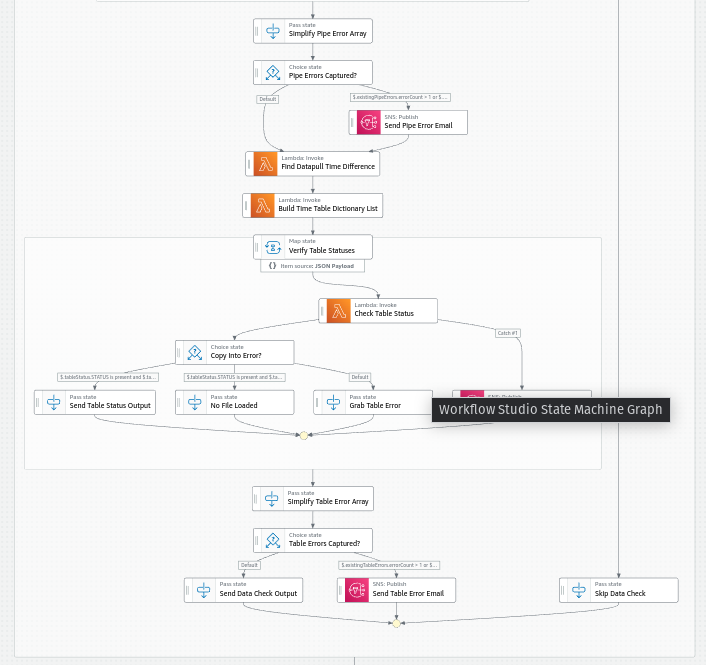 Pass state
Simplify Pipe Error Array
Choice state
Pipe Errors Captured?
Default
$.existingPipeErrors.errorCount > 1 or $....
SNS: Publish
Send Pipe Error Email
Lambda: Invoke
Find Datapull Time Difference
Lambda: Invoke
Build Time Table Dictionary List
Map state
Verify Table Statuses
{} Item source: JSON Payload
Lambda: Invoke
Check Table Status
Catch #1
Choice state
Copy Into Error?
$.tableStatus.STATUS is present and $.ta...
$.tableStatus.STATUS is present and $.ta...
Default
Pass state
Send Table Status Output
Pass state
No File Loaded
Pass state
Grab Table Error
SNS: Publish
Workflow Studio State Machine Graph
Pass state
Simplify Table Error Array
Choice state
Table Errors Captured?
Default
$.existingTableErrors.errorCount > 1 or $....
Pass state
Send Data Check Output
SNS: Publish
Send Table Error Email
Pass state
Skip Data Check